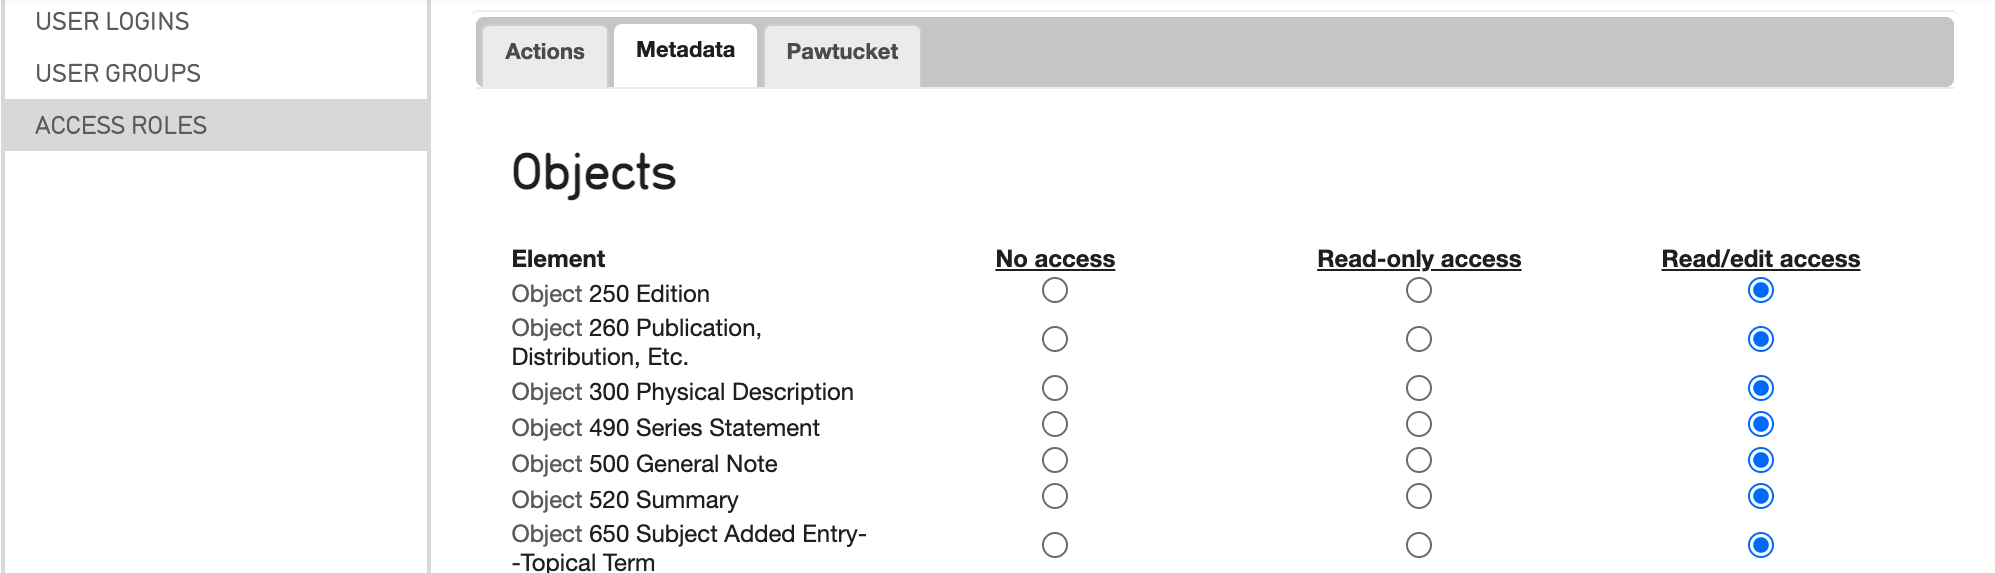 USER LOGINS
USER GROUPS
ACCESS ROLES
Actions Metadata Pawtucket
Objects
Element No access Read-only access Read/edit access
Object 250 Edition
Object 260 Publication,
Distribution, Etc.
Object 300 Physical Description
Object 490 Series Statement
Object 500 General Note
Object 520 Summary
Object 650 Subject Added Entry-
-Topical Term